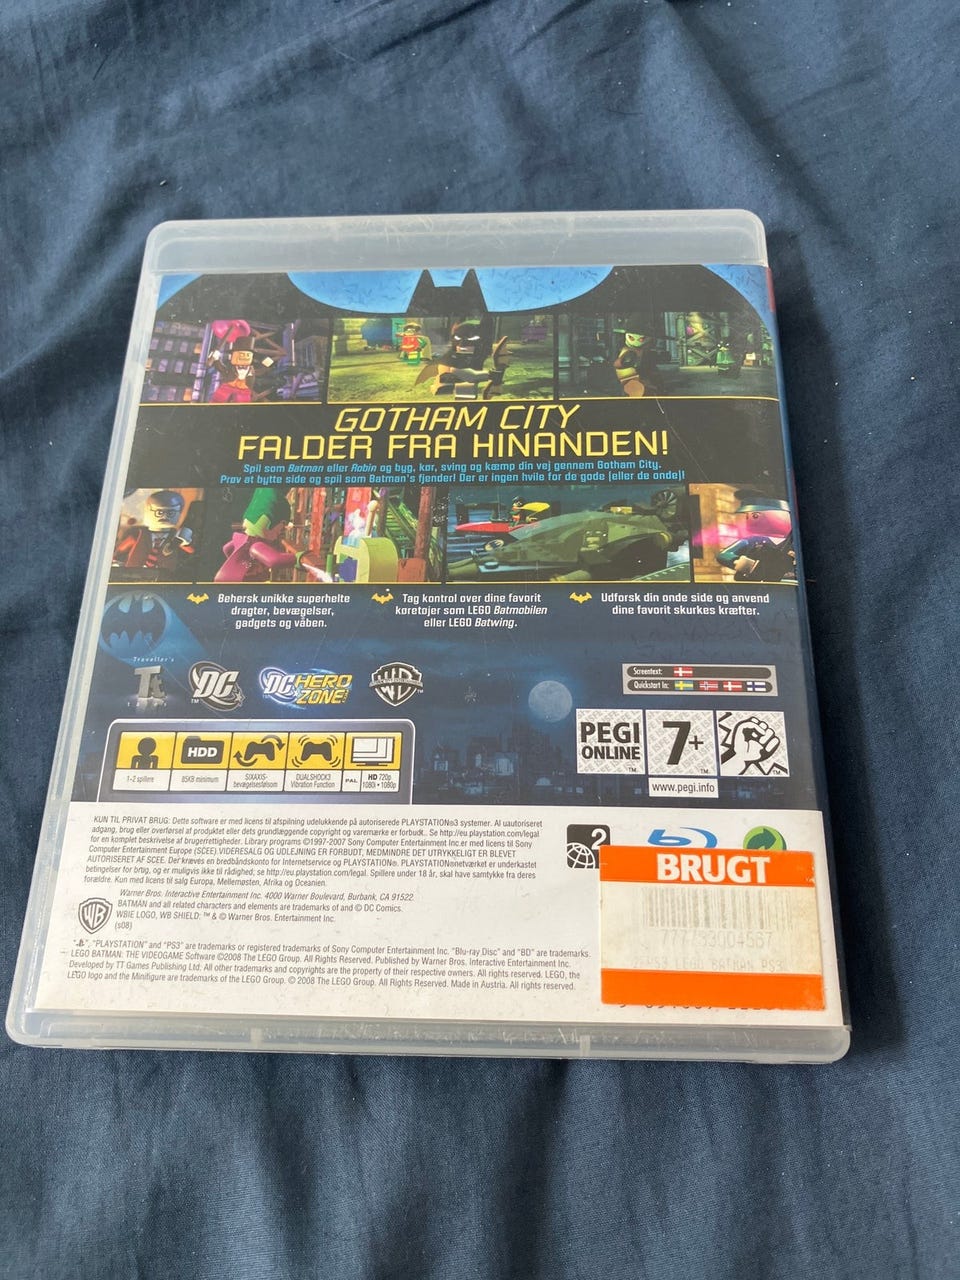 GOTHAM CITY
FALDER FRA HINANDEN!
Spil som Batman eller Robin og byg, kør, sving og kæmp din vej gennem Gotham City.
Prøv at bytte side og spil som Batman's fjender! Der er ingen hvile for de gode (eller de onde)!
Behersk unikke superhelte
dragter, bevægelser,
gadgets og våben.
Tag kontrol over dine favorit
køretøjer som LEGO Batmobilen
eller LEGO Batwing.
Udforsk din onde side og anvend
dine favorit skurkes kræfter.
Traveller's
TT
DC
TM
DC HERO
ZONE!
WB
TM
Screentext:
Quickstart In:
PEGI
ONLINE
TM
7+
TM
TM
www.pegi.info
1-2 spillere
HDD
85KB minimum
SIXAXIS-
bevægelsesfølsom
DUALSHOCK3
Vibration Function
PAL
HD 720p
1080i • 1080p
KUN TIL PRIVAT BRUG: Dette software er med licens til afspilning udelukkende på autoriserede PLAYSTATION®3 systemer. Al uautoriseret
adgang, brug eller overførsel af produktet eller dets grundlæggende copyright og varemærke er forbudt. Se http://eu.playstation.com/legal
for en komplet beskrivelse af brugerrettigheder. Library programs ©1997-2007 Sony Computer Entertainment Inc.er med licens til Sony
Computer Entertainment Europe (SCEE).VIDERESALG OG UDLEJNING ER FORBUDT, MEDMINDRE DET UTRYKKELIGT ER BLEVET
AUTORISERET AF SCEE. Der kræves en bredbåndskonto for Internetservice og PLAYSTATION®. PLAYSTATION®netværket er underkastet
betingelser for brug, og er muligvis ikke til rådighed; se http://eu.playstation.com/legal. Spillere under 18 år, skal have samtykke fra deres
forældre. Kun med licens til salg Europa, Mellemøsten, Afrika og Oceanien.
Warner Bros. Interactive Entertainment Inc. 4000 Warner Boulevard, Burbank, CA 91522.
BATMAN and all related characters and elements are trademarks of and © DC Comics.
WBIE LOGO, WB SHIELD: ™ & © Warner Bros. Entertainment Inc.
(s08)
WB
"PLAYSTATION" and "PS3" are trademarks or registered trademarks of Sony Computer Entertainment Inc. "Blu-ray Disc" and "BD" are trademarks.
LEGO BATMAN: THE VIDEOGAME Software ©2008 The LEGO Group. All Rights Reserved. Published by Warner Bros. Interactive Entertainment Inc.
Developed by TT Games Publishing Ltd. All other trademarks and copyrights are the property of their respective owners. All rights reserved. LEGO, the
LEGO logo and the Minifigure are trademarks of the LEGO Group. © 2008 The LEGO Group. All Rights Reserved. Made in Austria. All rights reserved.
2
BRUGT
LEGO BATMAN PS3